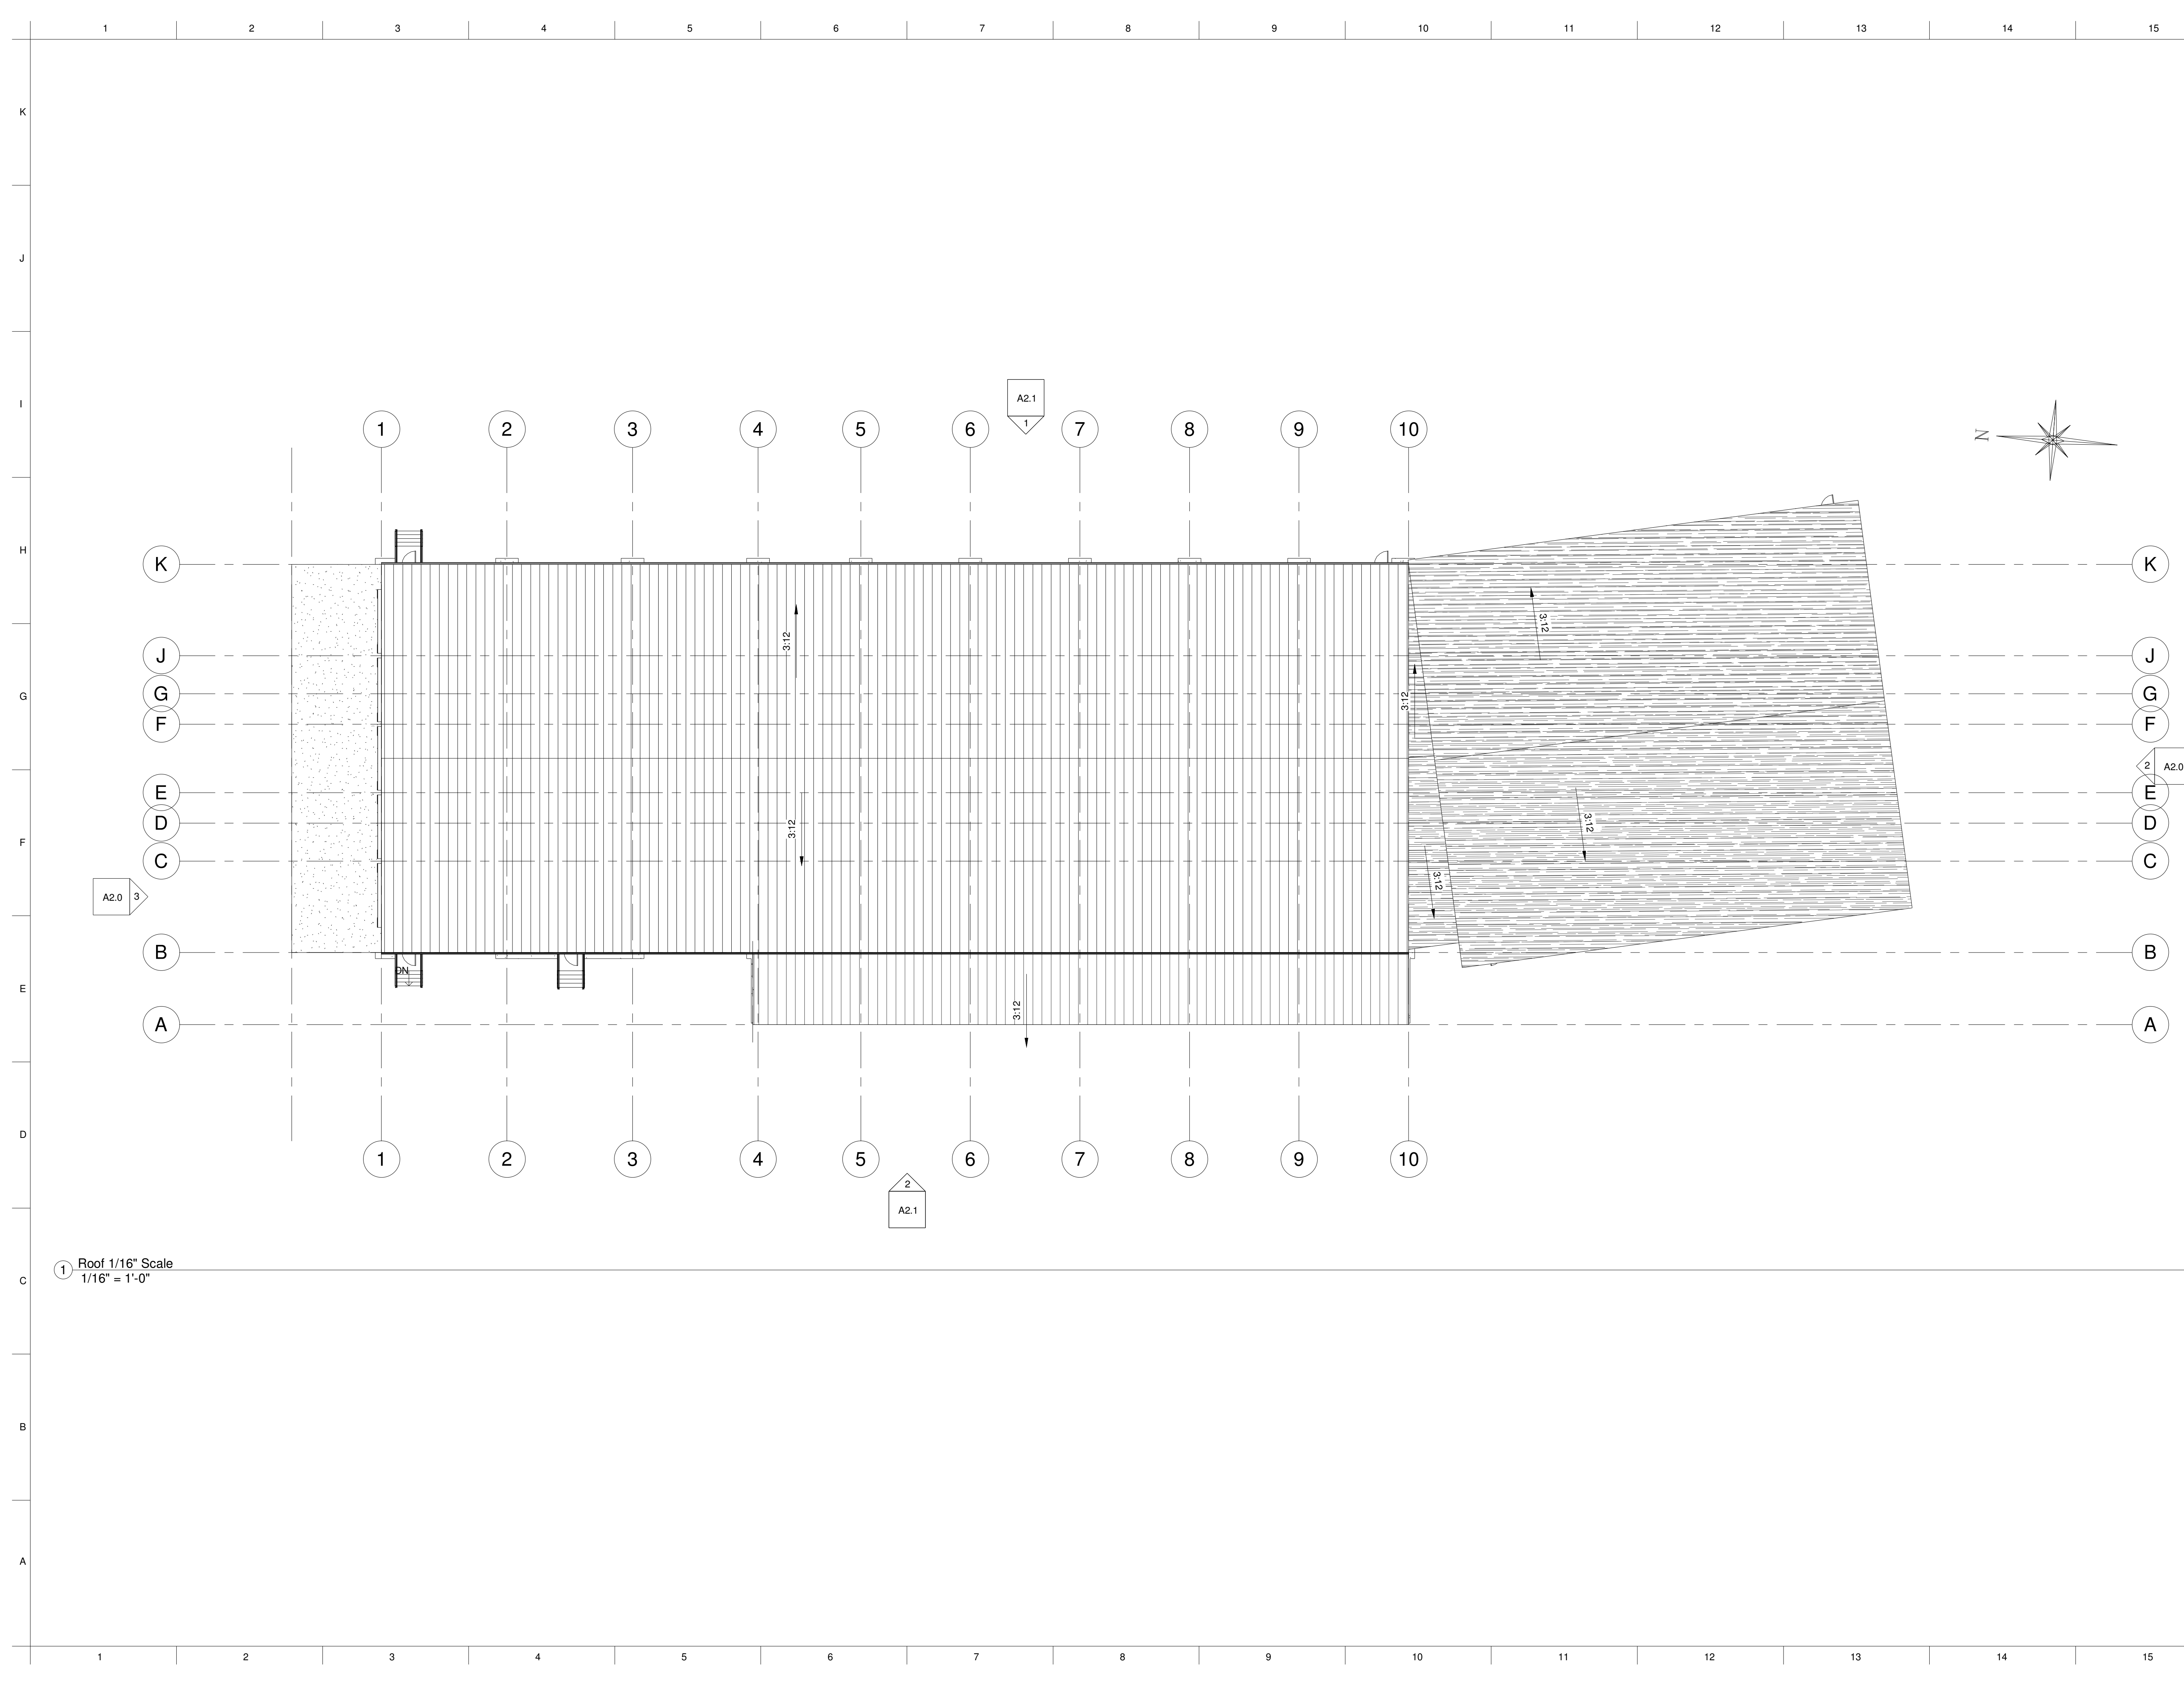 1 2 3 4 5 6 7 8 9 10 11 12 13 14 15
K
J
I
A2.1
1
1 2 3 4 5 6 7 8 9 10
N
H
K K
3:12
3:12
J J
G
G G
3:12
F F
2 A2.0
E E
3:12
3:12
D D
F
C C
3:12
A2.0 3
B B
DN
E
3:12
A A
D
1 2 3 4 5 6 7 8 9 10
2
A2.1
1 Roof 1/16" Scale
1/16" = 1'-0"
C
B
A
1 2 3 4 5 6 7 8 9 10 11 12 13 14 15